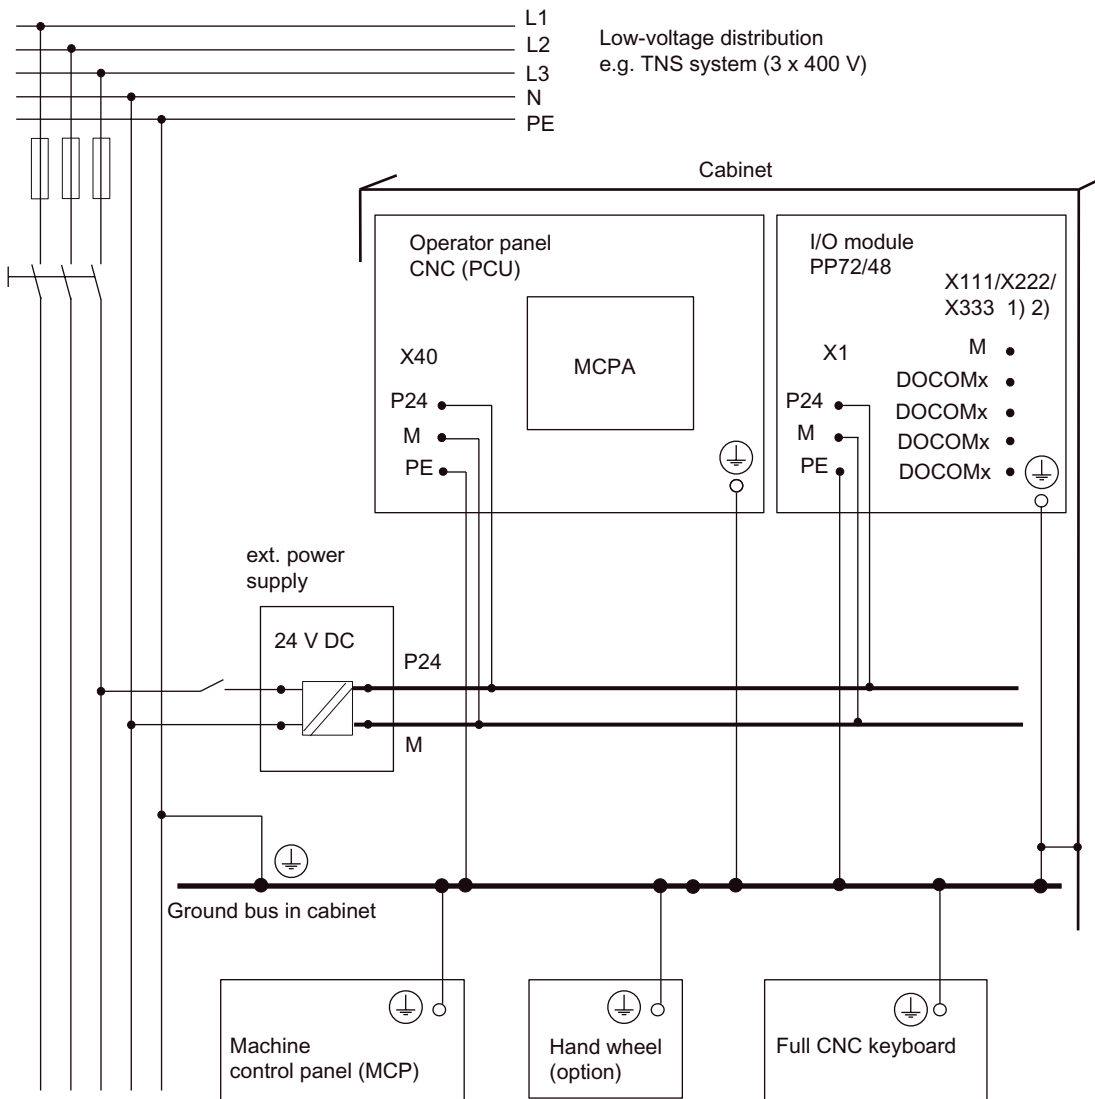 L1
L2
L3
N
PE
Low-voltage distribution
e.g. TNS system (3 x 400 V)
Cabinet
Operator panel
CNC (PCU)
MCPA
X40
P24
M
PE
I/O module
PP72/48
X111/X222/
X333 1) 2)
X1
P24
M
PE
M
DOCOMx
DOCOMx
DOCOMx
DOCOMx
ext. power
supply
24 V DC
P24
M
Ground bus in cabinet
Machine
control panel (MCP)
Hand wheel
(option)
Full CNC keyboard